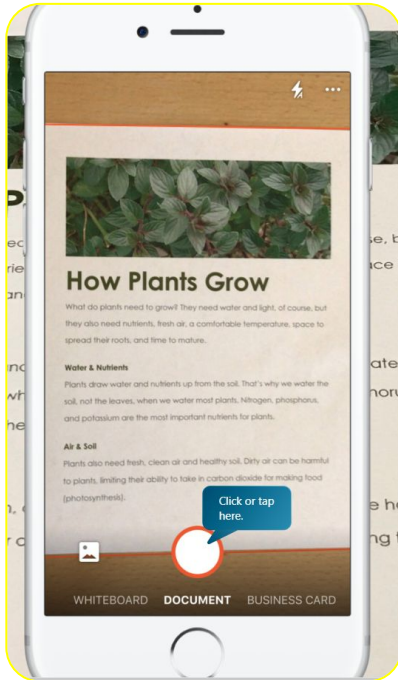 How Plants Grow
What do plants need to grow? They need water and light, of course, but
they also need nutrients, fresh air, a comfortable temperature, space to
spread their roots, and time to mature.
Water & Nutrients
Plants draw water and nutrients up from the soil. That's why we water the
soil, not the leaves, when we water most plants. Nitrogen, phosphorus,
and potassium are the most important nutrients for plants.
Air & Soil
Plants also need fresh, clean air and healthy soil. Dirty air can be harmful
to plants, limiting their ability to take in carbon dioxide for making food
(photosynthesis).
Click or tap
here.
WHITEBOARD DOCUMENT BUSINESS CARD